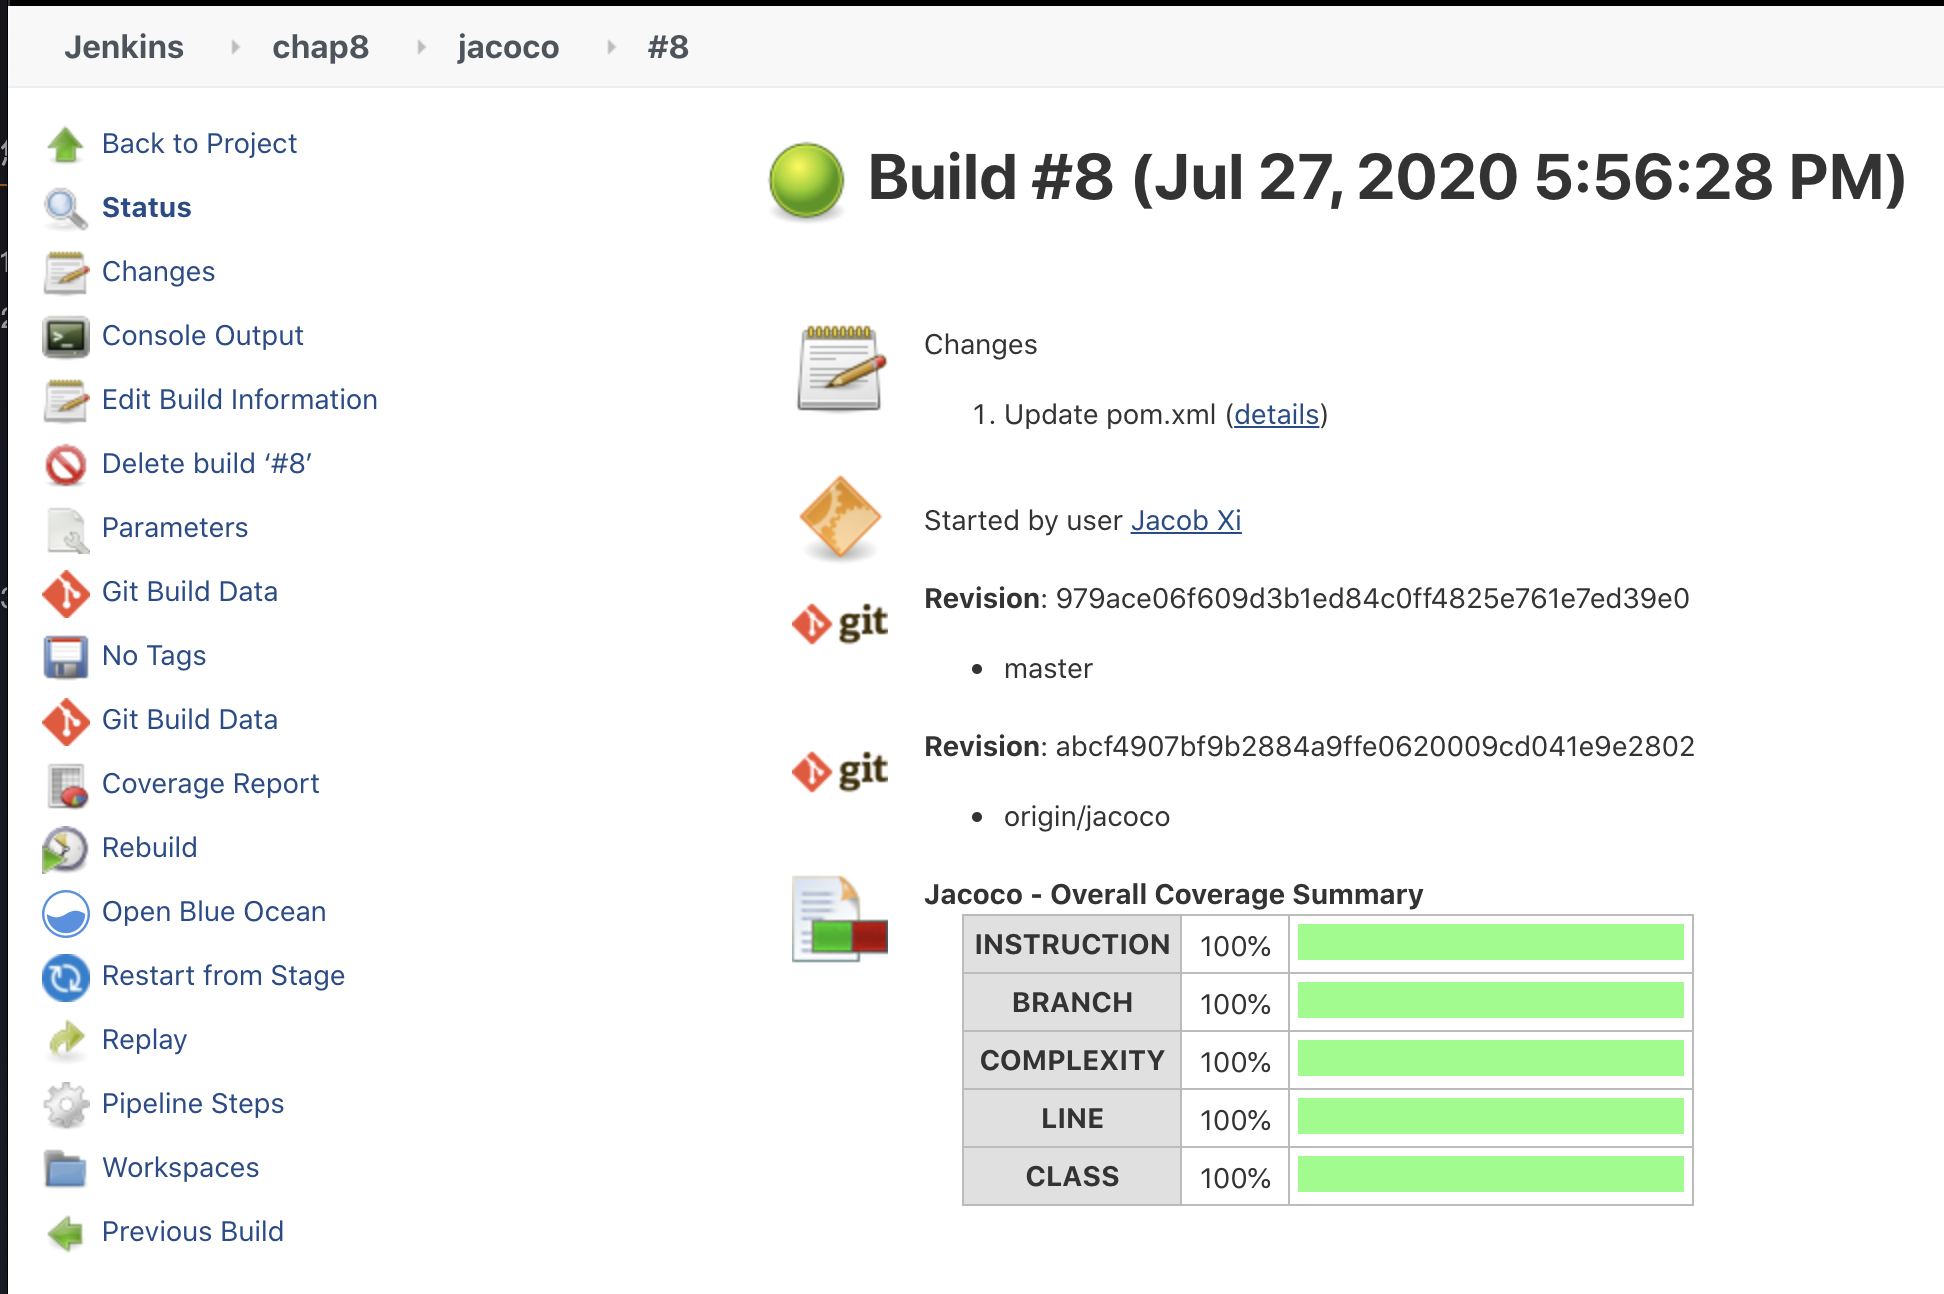 Jenkins chap8 jacoco #8
Back to Project
Status
Changes
Console Output
Edit Build Information
Delete build ‘#8’
Parameters
Git Build Data
No Tags
Git Build Data
Coverage Report
Rebuild
Open Blue Ocean
Restart from Stage
Replay
Pipeline Steps
Workspaces
Previous Build
Build #8 (Jul 27, 2020 5:56:28 PM)
Changes
1. Update pom.xml (details)
Started by user Jacob Xi
git
Revision: 979ace06f609d3b1ed84c0ff4825e761e7ed39e0
• master
git
Revision: abcf4907bf9b2884a9ffe0620009cd041e9e2802
• origin/jacoco
Jacoco - Overall Coverage Summary
INSTRUCTION 100%
BRANCH 100%
COMPLEXITY 100%
LINE 100%
CLASS 100%